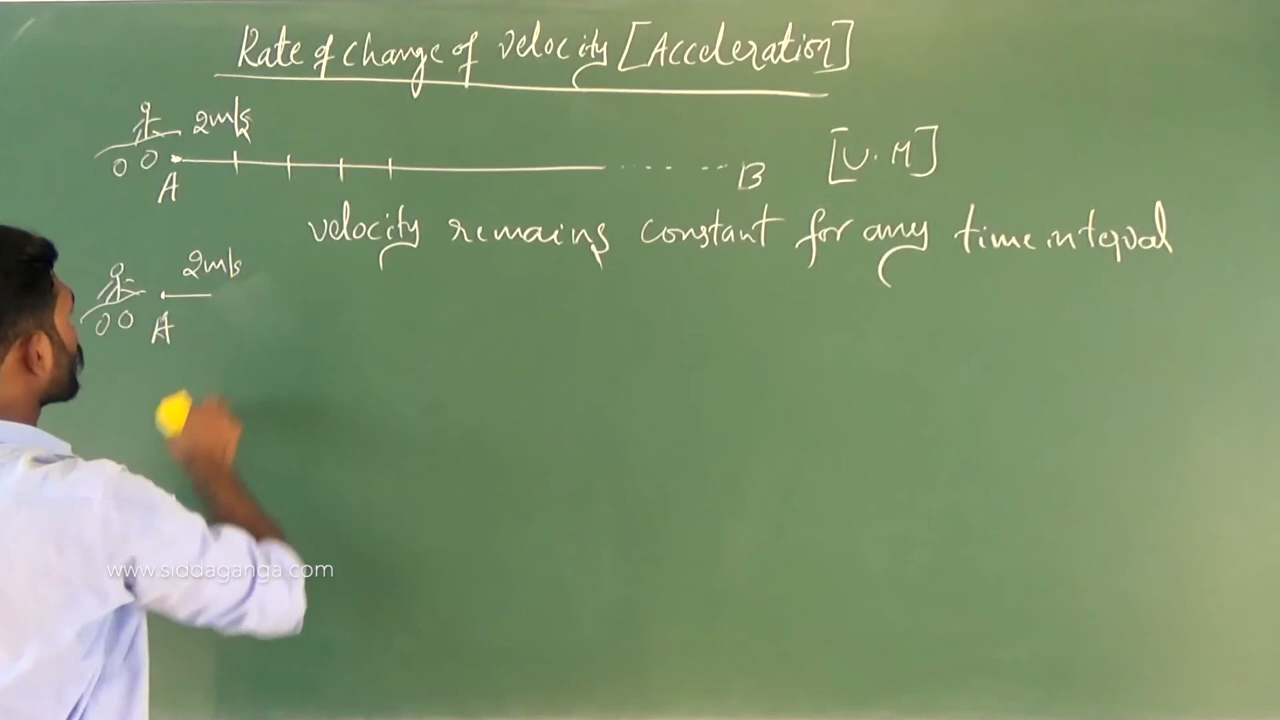 Rate of change of velocity [Acceleration]
2m/s
A
B
[U.M]
velocity remains constant for any time interval
2m/s
A
www.siddaganga.com